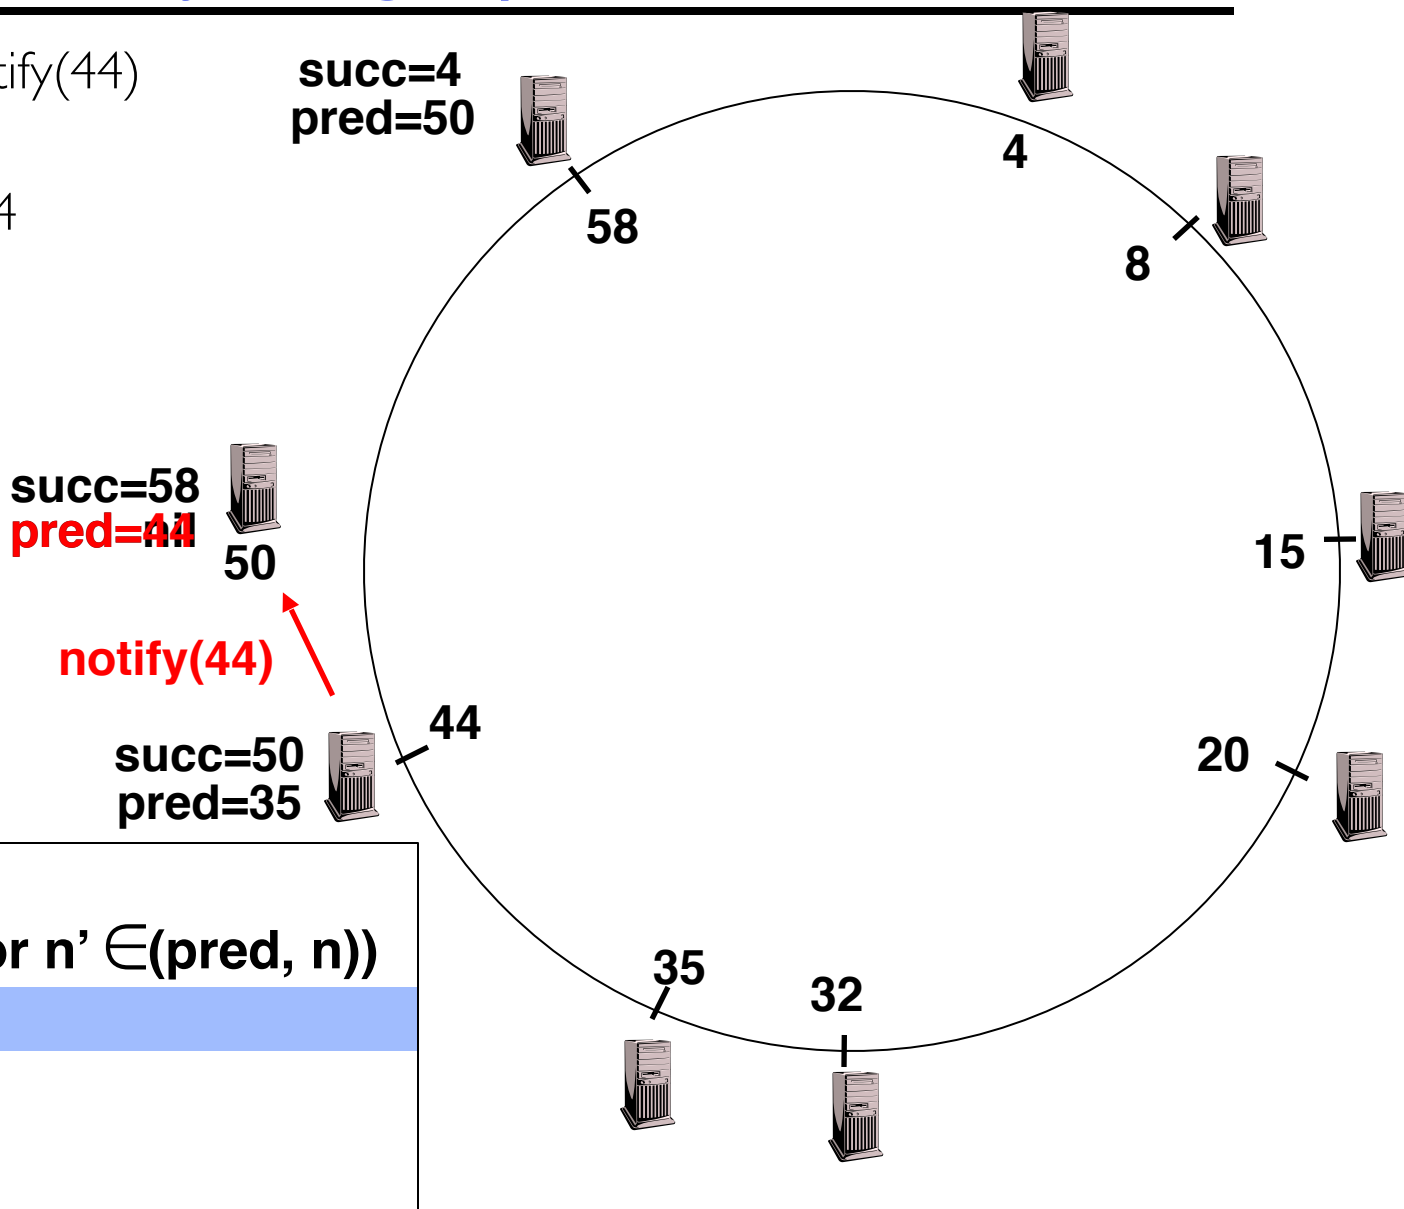 tify(44)
4
succ=4
pred=50
58
4
8
succ=58
pred=44
50
notify(44)
44
succ=50
pred=35
15
20
35
32
or n’ ∈(pred, n))